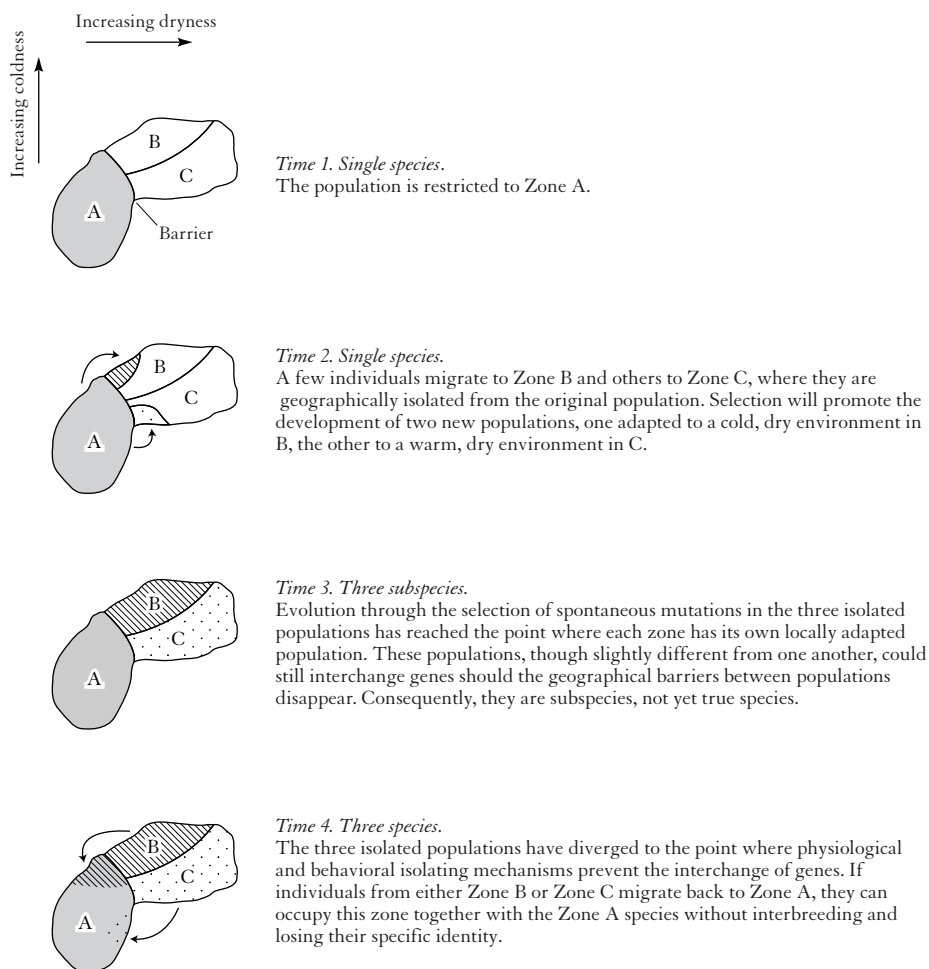 Increasing dryness
Increasing coldness
B
C
A
Barrier
Time 1. Single species.
The population is restricted to Zone A.
B
C
A
Time 2. Single species.
A few individuals migrate to Zone B and others to Zone C, where they are
geographically isolated from the original population. Selection will promote the
development of two new populations, one adapted to a cold, dry environment in
B, the other to a warm, dry environment in C.
B
C
A
Time 3. Three subspecies.
Evolution through the selection of spontaneous mutations in the three isolated
populations has reached the point where each zone has its own locally adapted
population. These populations, though slightly different from one another, could
still interchange genes should the geographical barriers between populations
disappear. Consequently, they are subspecies, not yet true species.
B
C
A
Time 4. Three species.
The three isolated populations have diverged to the point where physiological
and behavioral isolating mechanisms prevent the interchange of genes. If
individuals from either Zone B or Zone C migrate back to Zone A, they can
occupy this zone together with the Zone A species without interbreeding and
losing their specific identity.